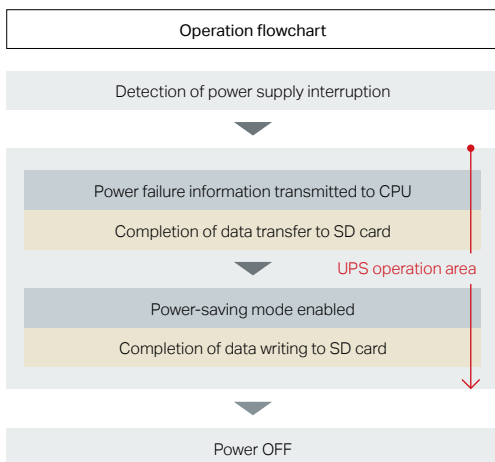 Operation flowchart
Detection of power supply interruption
Power failure information transmitted to CPU
Completion of data transfer to SD card
UPS operation area
Power-saving mode enabled
Completion of data writing to SD card
Power OFF